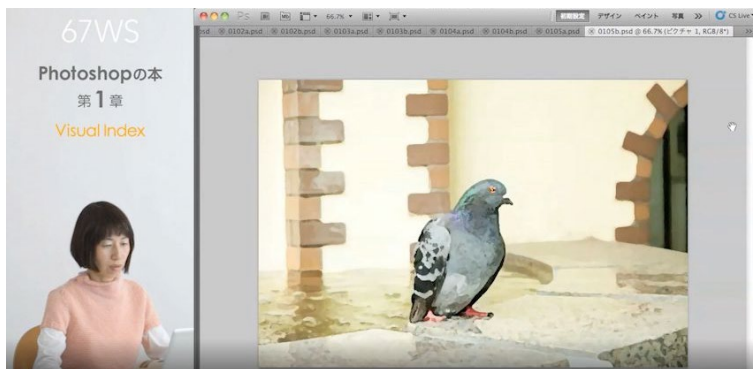 67WS
Photoshopの本
第1章
Visual Index
Ps Mb 66.7% 初期設定 デザイン ペイント 写真 >> CS Live
psd 0102a.psd 0102b.psd 0103a.psd 0103b.psd 0104a.psd 0104b.psd 0105a.psd 0105b.psd @ 66.7% (ピクチャ 1, RGB/8*) >>